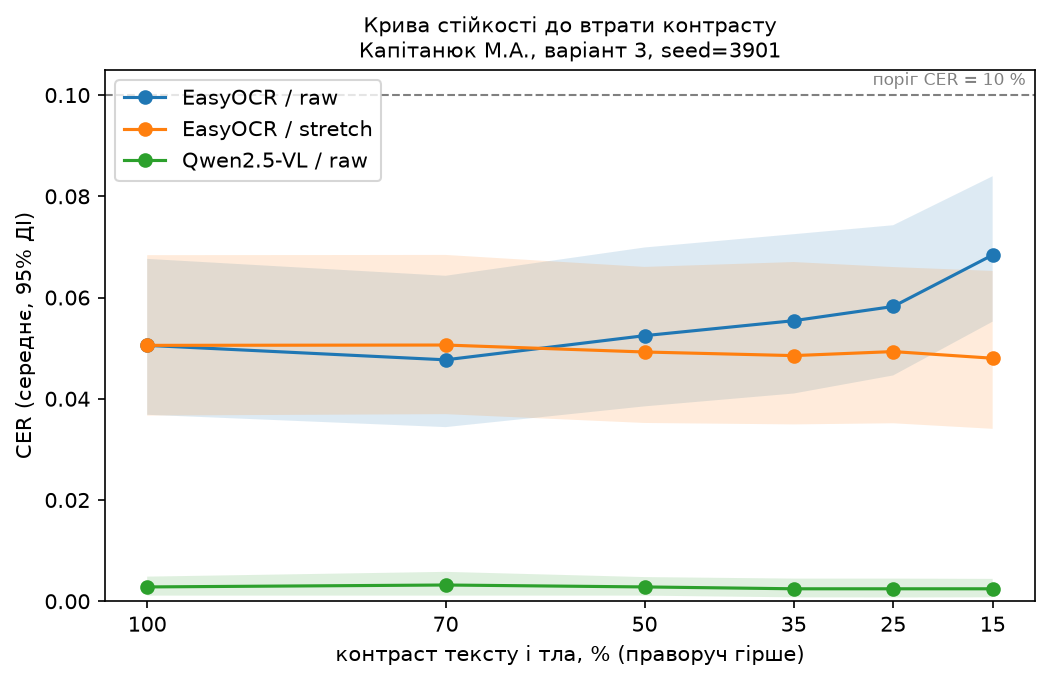 Крива стійкості до втрати контрасту
Капітанюк М.А., варіант 3, seed=3901
поріг CER = 10 %
EasyOCR / raw
EasyOCR / stretch
Qwen2.5-VL / raw
CER (середнє, 95% ДІ)
0.10
0.08
0.06
0.04
0.02
0.00
100 70 50 35 25 15
контраст тексту і тла, % (праворуч гірше)